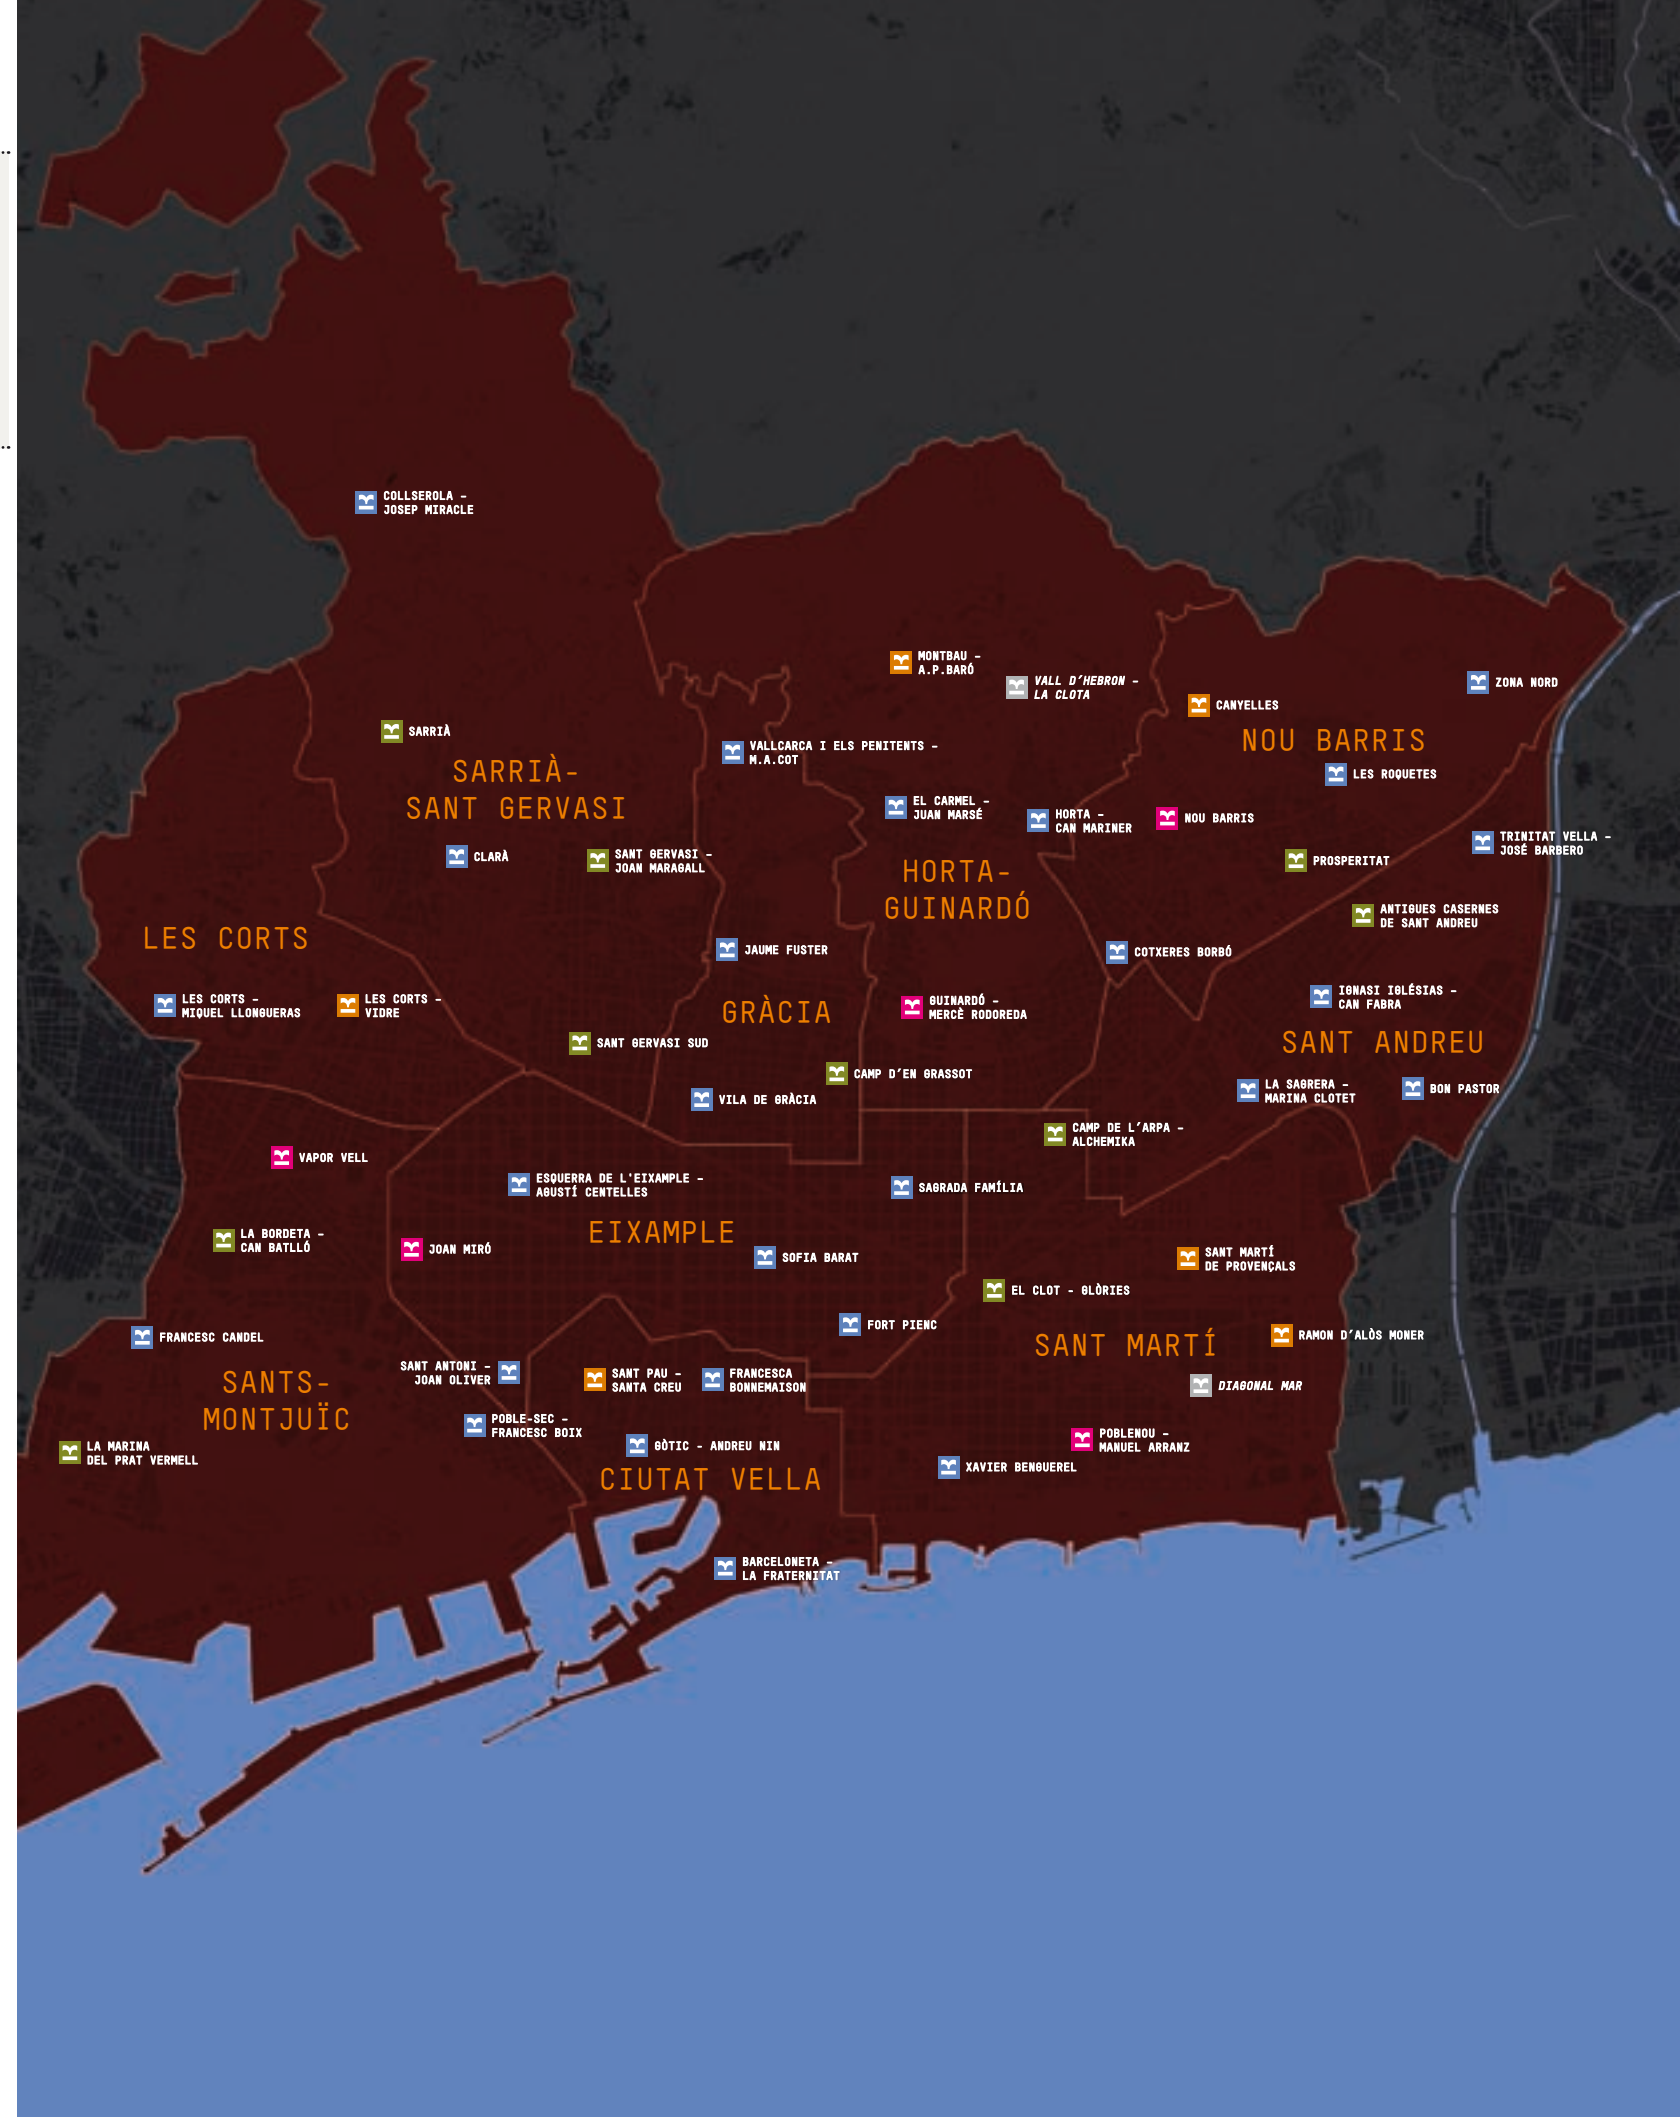 COLLSEROLA –
JOSEP MIRACLE
MONTBAU –
A.P.BARÓ
VALL D'HEBRON –
LA CLOTA
ZONA NORD
CANYELLES
SARRIÀ
NOU BARRIS
VALLCARCA I ELS PENITENTS –
M.A.COT
SARRIÀ-
SANT GERVASI
LES ROQUETES
EL CARMEL –
JUAN MARSÉ
HORTA –
CAN MARINER
NOU BARRIS
TRINITAT VELLA –
JOSÉ BARBERO
CLARÀ
SANT GERVASI –
JOAN MARAGALL
PROSPERITAT
HORTA-
GUINARDÓ
ANTIGUES CASERNES
DE SANT ANDREU
LES CORTS
JAUME FUSTER
COTXERES BORBÓ
IGNASI IGLÉSIAS –
CAN FABRA
LES CORTS –
MIQUEL LLONGUERAS
LES CORTS –
VIDRE
GRÀCIA
GUINARDÓ –
MERCÈ RODOREDA
SANT GERVASI SUD
SANT ANDREU
CAMP D'EN GRASSOT
VILA DE GRÀCIA
LA SAGRERA –
MARINA CLOTET
BON PASTOR
CAMP DE L'ARPA –
ALCHEMIKA
VAPOR VELL
ESQUERRA DE L'EIXAMPLE –
AGUSTÍ CENTELLES
SAGRADA FAMÍLIA
EIXAMPLE
LA BORDETA –
CAN BATLLÓ
JOAN MIRÓ
SOFIA BARAT
SANT MARTÍ
DE PROVENÇALS
EL CLOT – GLÒRIES
FORT PIENC
FRANCESC CANDEL
SANT MARTÍ
RAMON D'ALÒS MONER
SANTS-
MONTJUÏC
SANT ANTONI –
JOAN OLIVER
SANT PAU –
SANTA CREU
FRANCESCA
BONNEMAISON
DIAGONAL MAR
POBLE-SEC –
FRANCESC BOIX
GÒTIC – ANDREU NIN
POBLENOU –
MANUEL ARRANZ
LA MARINA
DEL PRAT VERMELL
XAVIER BENGUEREL
CIUTAT VELLA
BARCELONETA –
LA FRATERNITAT